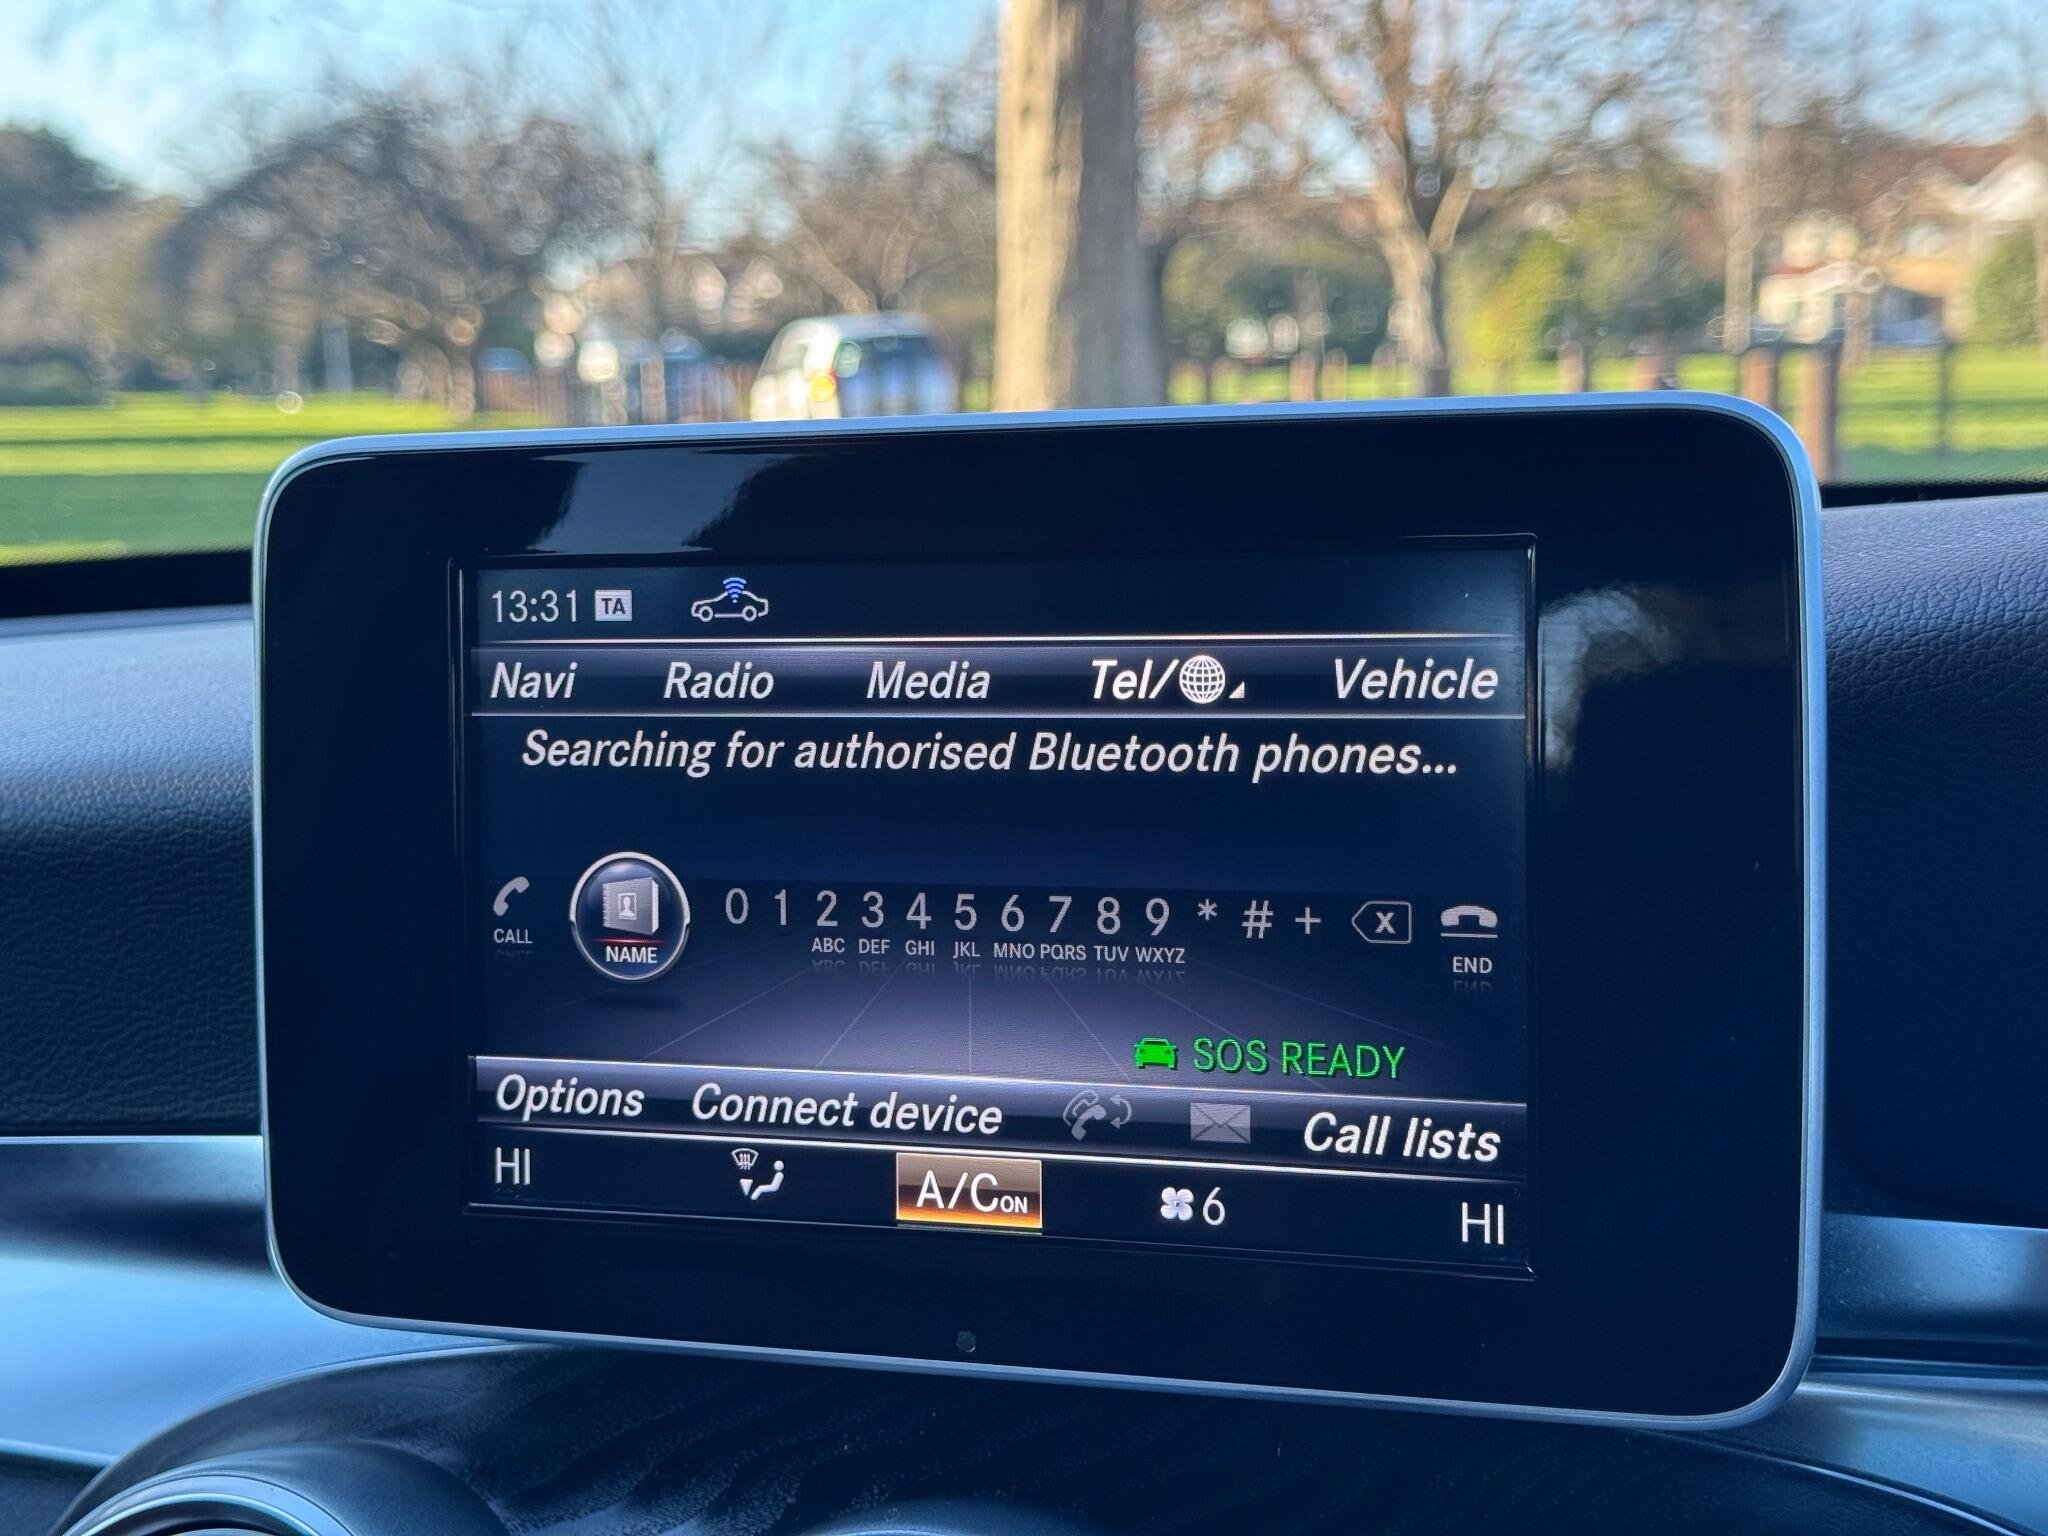 13:31 TA
Navi Radio Media Tel/ Vehicle
Searching for authorised Bluetooth phones...
CALL NAME 0 1 2 3 4 5 6 7 8 9 * # + X END
ABC DEF GHI JKL MNO PQRS TUV WXYZ
SOS READY
Options Connect device Call lists
HI A/C ON 6 HI